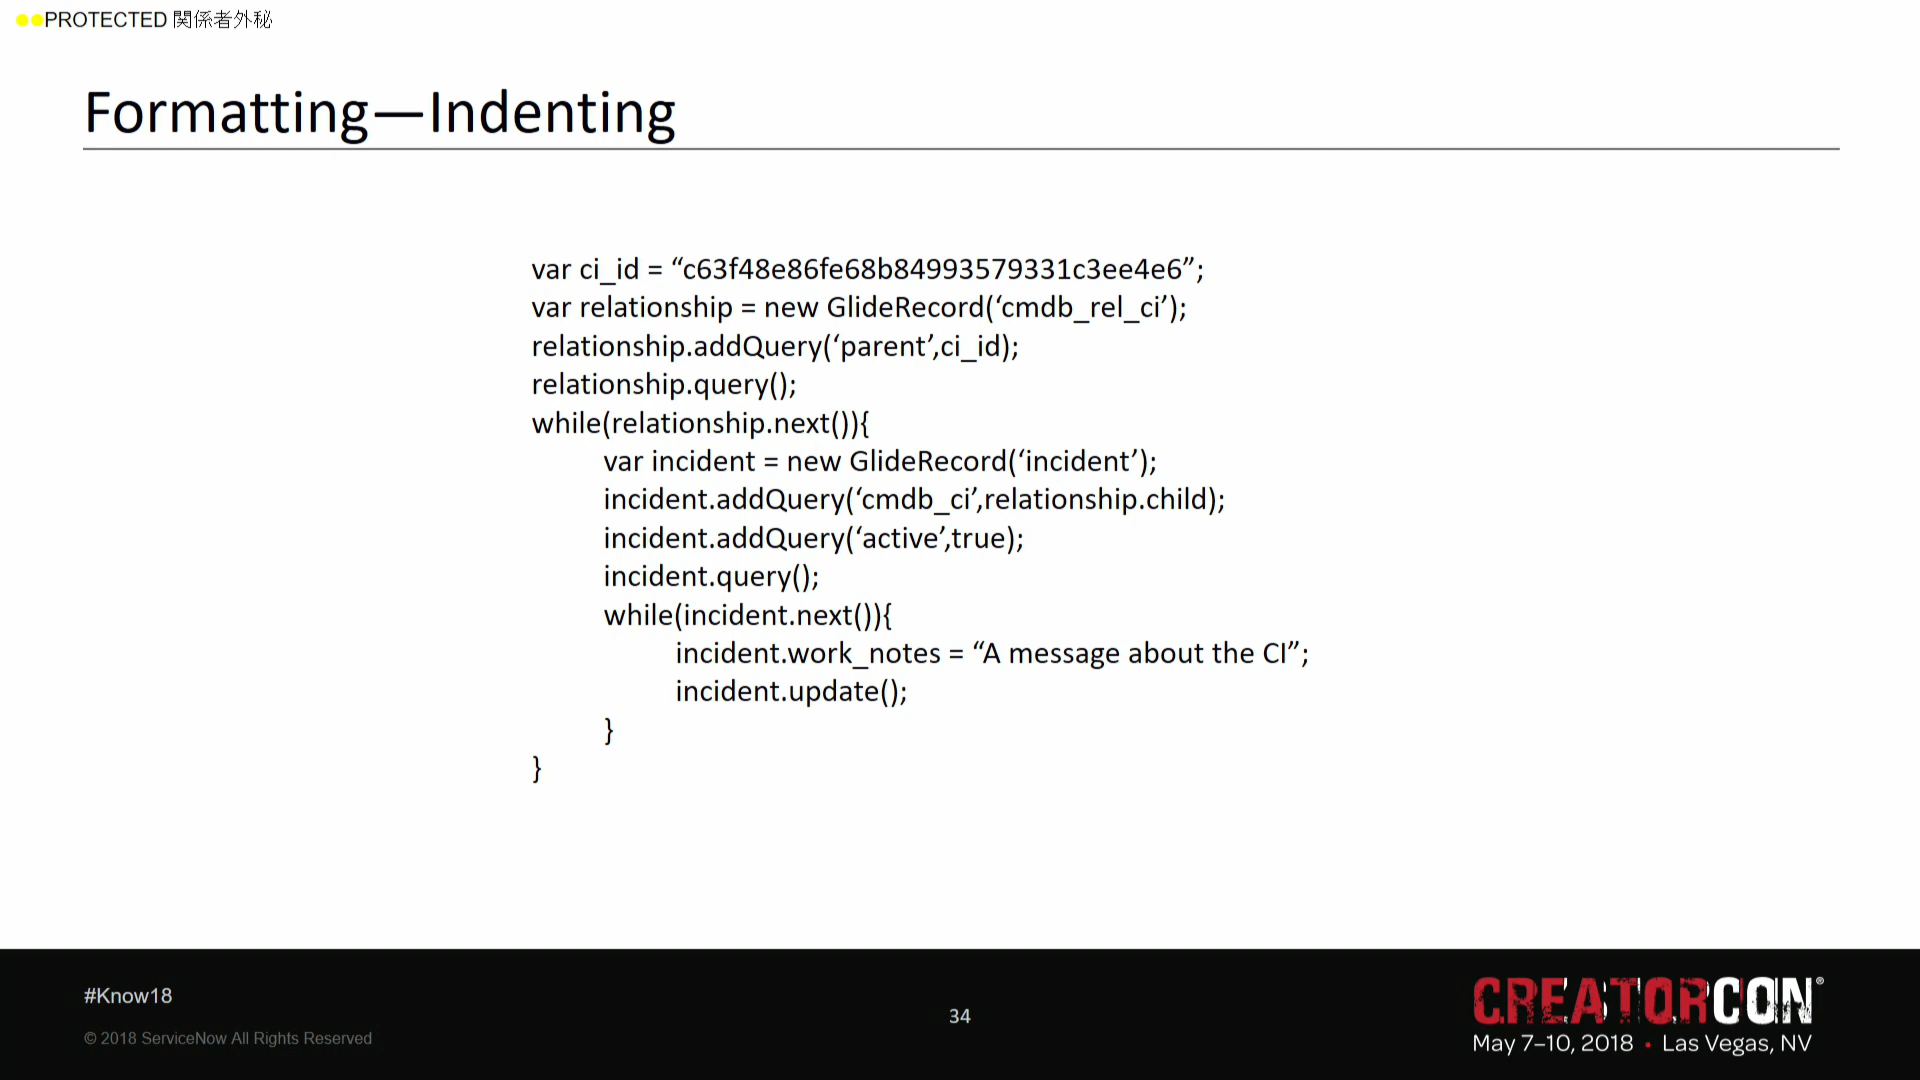 PROTECTED 関係者外秘
Formatting—Indenting
var ci_id = “c63f48e86fe68b84993579331c3ee4e6”;
var relationship = new GlideRecord(‘cmdb_rel_ci’);
relationship.addQuery(‘parent’,ci_id);
relationship.query();
while(relationship.next()){
var incident = new GlideRecord(‘incident’);
incident.addQuery(‘cmdb_ci’,relationship.child);
incident.addQuery(‘active’,true);
incident.query();
while(incident.next()){
incident.work_notes = “A message about the CI”;
incident.update();
}
}
#Know18
© 2018 ServiceNow All Rights Reserved
34
CREATORCON®
May 7–10, 2018 • Las Vegas, NV